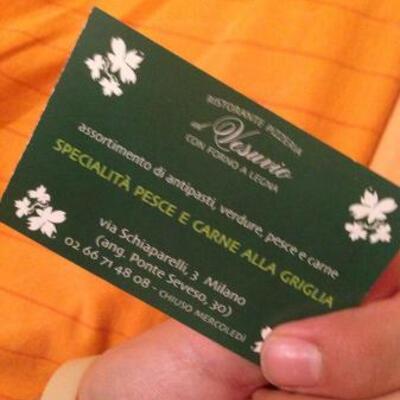 RISTORANTE PIZZERIA
al Vesuvio
CON FORNO A LEGNA
assortimento di antipasti, verdure, pesce e carne
SPECIALITÀ PESCE E CARNE ALLA GRIGLIA
via Schiaparelli, 3 Milano
(ang. Ponte Seveso, 30)
02 66 71 48 08 - CHIUSO MERCOLEDÌ